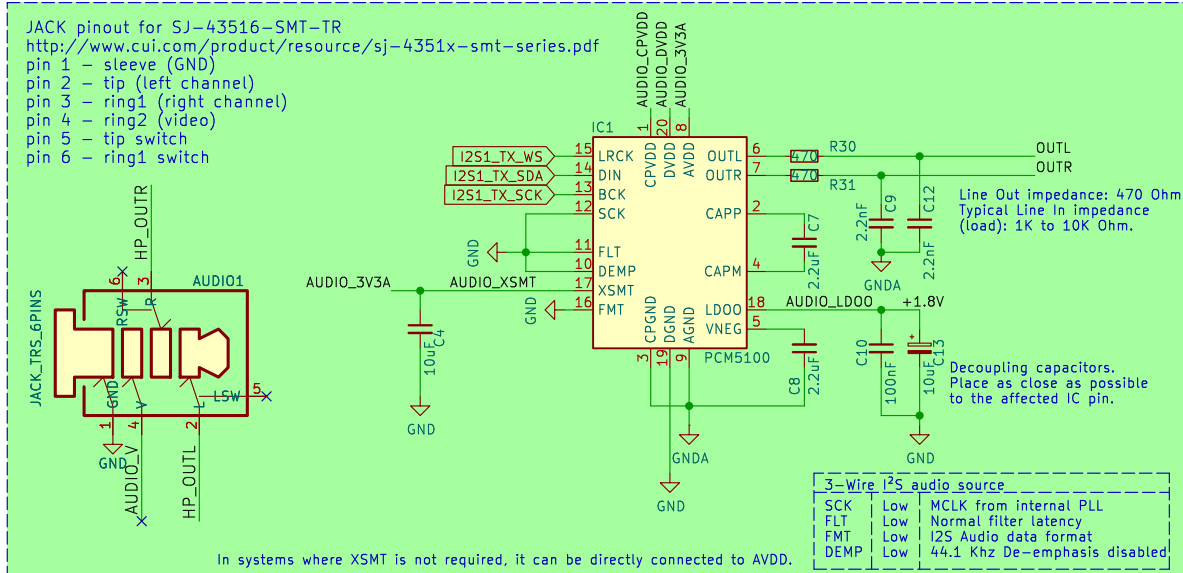 JACK pinout for SJ-43516-SMT-TR
http://www.cui.com/product/resource/sj-4351x-smt-series.pdf
pin 1 - sleeve (GND)
pin 2 - tip (left channel)
pin 3 - ring1 (right channel)
pin 4 - ring2 (video)
pin 5 - tip switch
pin 6 - ring1 switch
HP_OUTR
6
3
AUDIO1
RSW
R
JACK_TRS_6PINS
GND
V
L
LSW
5
1
4
2
GND
AUDIO_V
HP_OUTL
AUDIO_CPVDD
AUDIO_DVDD
AUDIO_3V3A
IC1
1
20
8
CPVDD
DVDD
AVDD
I2S1_TX_WS
15
LRCK
I2S1_TX_SDA
14
DIN
I2S1_TX_SCK
13
BCK
12
SCK
GND
11
FLT
10
DEMP
AUDIO_3V3A
AUDIO_XSMT
17
XSMT
GND
16
FMT
C4
10uF
GND
OUTL
6
470
R30
OUTL
OUTR
7
470
R31
OUTR
CAPP
2
C7
2.2uF
CAPM
4
C9
2.2nF
C12
2.2nF
GNDA
Line Out impedance: 470 Ohm
Typical Line In impedance
(load): 1K to 10K Ohm.
LDOO
18
AUDIO_LDOO
+1.8V
VNEG
5
CPGND
DGND
AGND
PCM5100
3
19
9
C8
2.2uF
C10
100nF
+
C13
10uF
GND
GNDA
GND
Decoupling capacitors.
Place as close as possible
to the affected IC pin.
3-Wire I²S audio source
SCK Low MCLK from internal PLL
FLT Low Normal filter latency
FMT Low I2S Audio data format
DEMP Low 44.1 Khz De-emphasis disabled
In systems where XSMT is not required, it can be directly connected to AVDD.